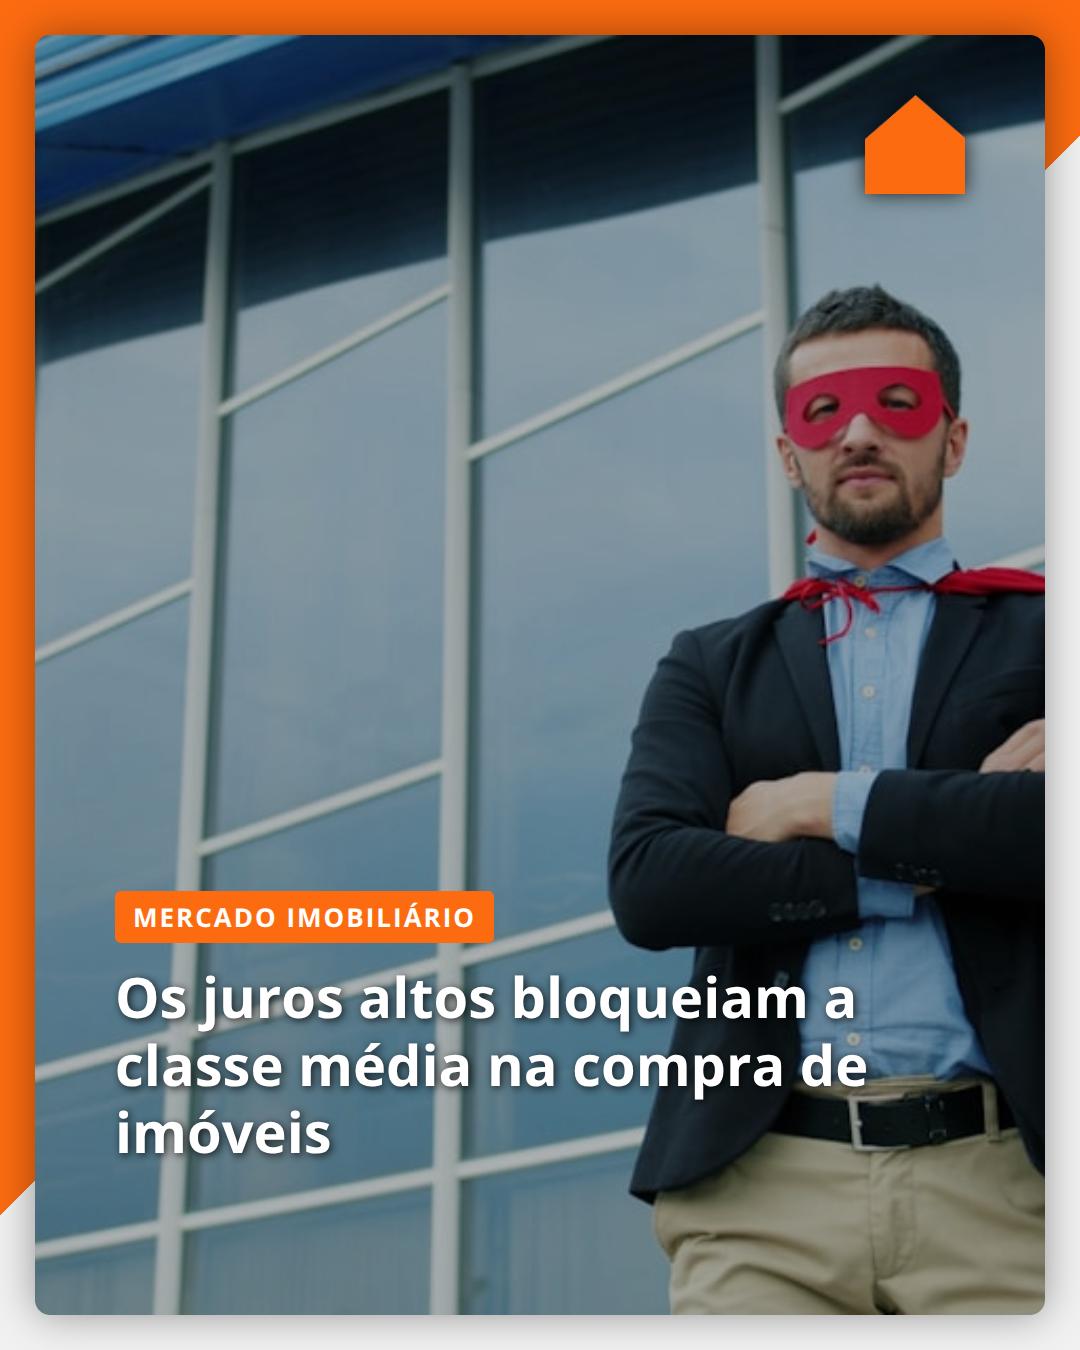 MERCADO IMOBILIÁRIO
Os juros altos bloqueiam a
classe média na compra de
imóveis